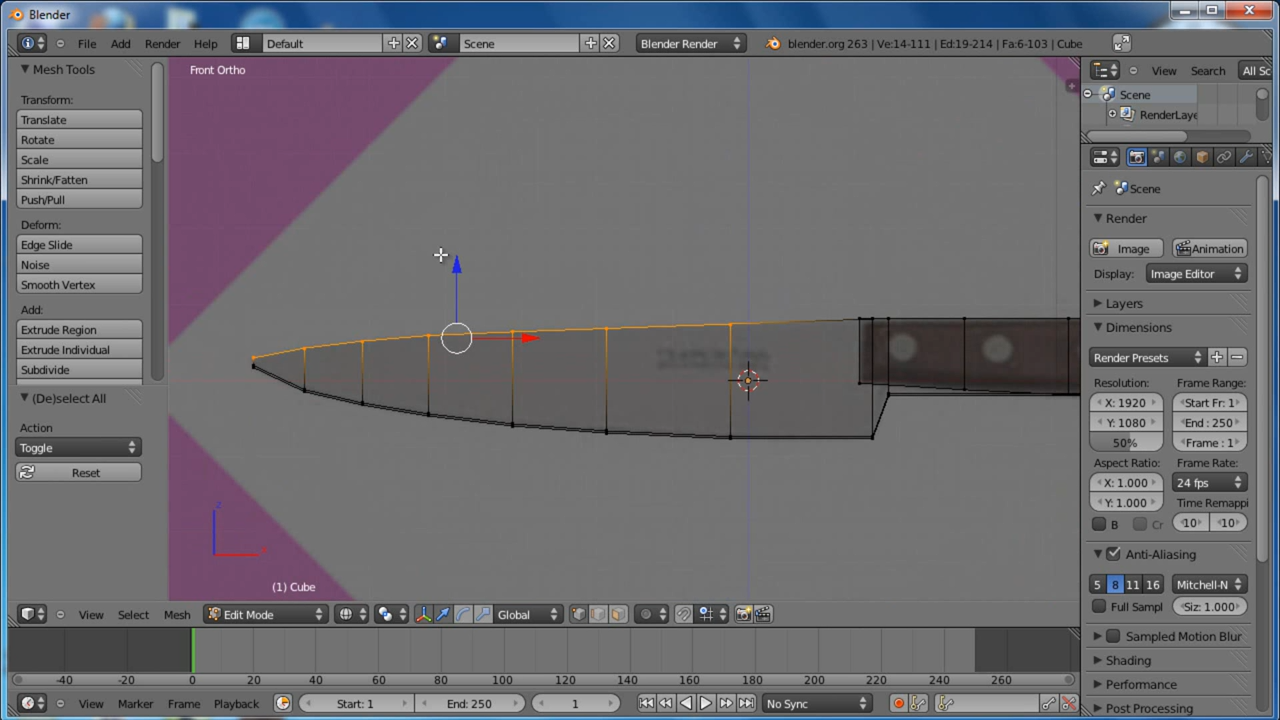 Blender
File Add Render Help Default Scene Blender Render blender.org 263 | Ve:14-111 | Ed:19-214 | Fa:6-103 | Cube
Mesh Tools
Transform:
Translate
Rotate
Scale
Shrink/Fatten
Push/Pull
Deform:
Edge Slide
Noise
Smooth Vertex
Add:
Extrude Region
Extrude Individual
Subdivide
(De)select All
Action
Toggle
Reset
Front Ortho
z
(1) Cube
View Search All Sc
Scene
RenderLaye
Scene
Render
Image Animation
Display: Image Editor
Layers
Dimensions
Render Presets
Resolution: Frame Range:
X: 1920 Start Fr: 1
Y: 1080 End : 250
50% Frame : 1
Aspect Ratio: Frame Rate:
X: 1.000 24 fps
Y: 1.000 Time Remappi
B Cr 10 10
Anti-Aliasing
5 8 11 16 Mitchell-N
Full Sampl Siz: 1.000
Sampled Motion Blur
Shading
Performance
Post Processing
View Select Mesh Edit Mode Global
-40 -20 0 20 40 60 80 100 120 140 160 180 200 220 240 260
View Marker Frame Playback Start: 1 End: 250 1 No Sync